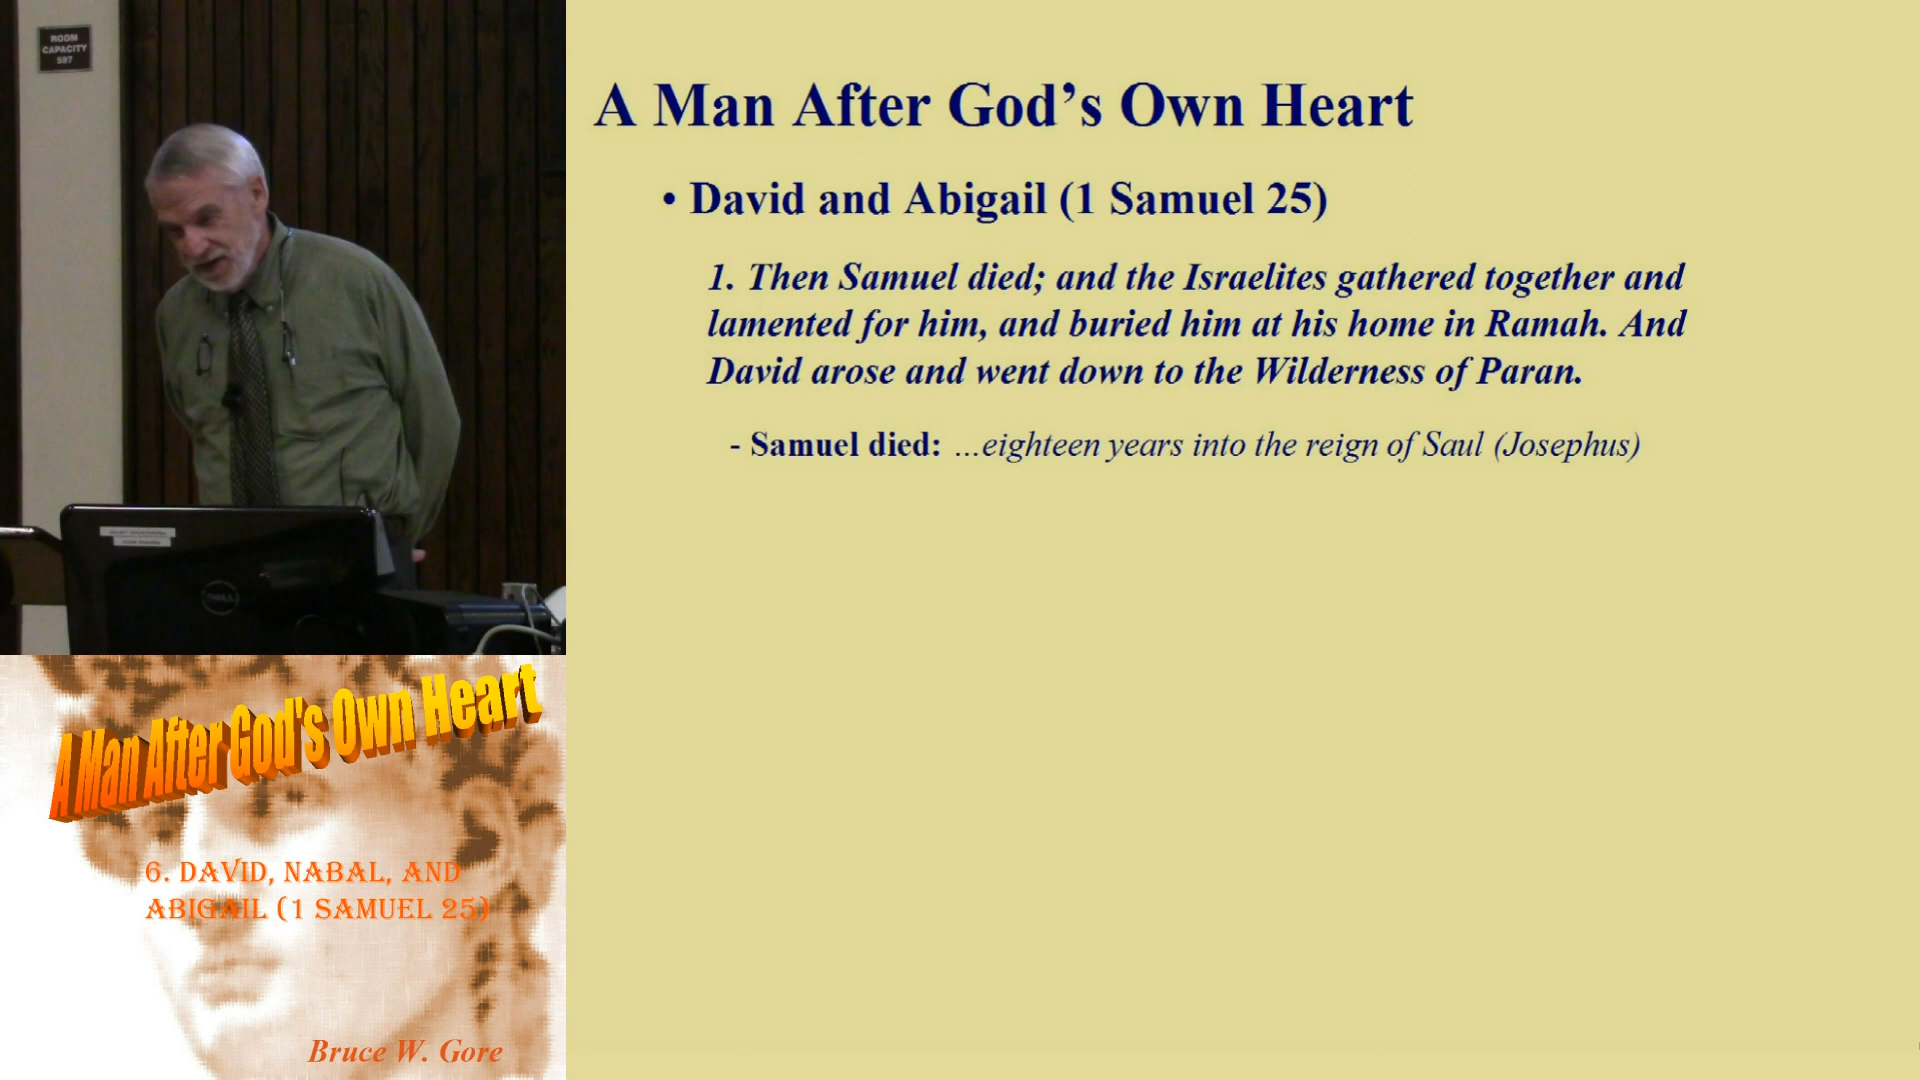 ROOM
CAPACITY
597
A Man After God’s Own Heart
• David and Abigail (1 Samuel 25)
1. Then Samuel died; and the Israelites gathered together and
lamented for him, and buried him at his home in Ramah. And
David arose and went down to the Wilderness of Paran.
- Samuel died: ...eighteen years into the reign of Saul (Josephus)
DELL
A Man After God's Own Heart
6. DAVID, NABAL, AND
ABIGAIL (1 SAMUEL 25)
Bruce W. Gore